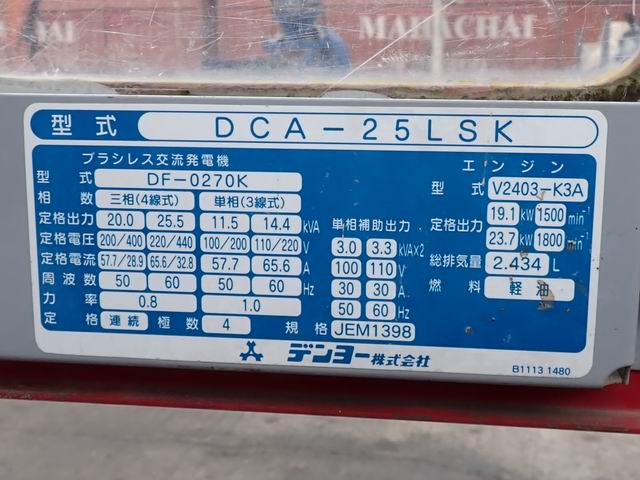 MAHACHAI
MAHACHAI
型式 DCA-25LSK
ブラシレス交流発電機
型式 DF-0270K
相数 三相(4線式) 単相(3線式)
定格出力 20.0 25.5 11.5 14.4 kVA
定格電圧 200/400 220/440 100/200 110/220 V
定格電流 57.7/28.9 65.6/32.8 57.7 65.6 A
周波数 50 60 50 60 Hz
力率 0.8 1.0
定格 連続 極数 4 規格 JEM1398
単相補助出力
3.0 3.3 kVA×2
100 110 V
30 30 A
50 60 Hz
エンジン
型式 V2403-K3A
定格出力 19.1 kW 1500 min⁻¹
23.7 kW 1800 min⁻¹
総排気量 2.434 L
燃料 軽油
デンヨー株式会社
B1113 1480